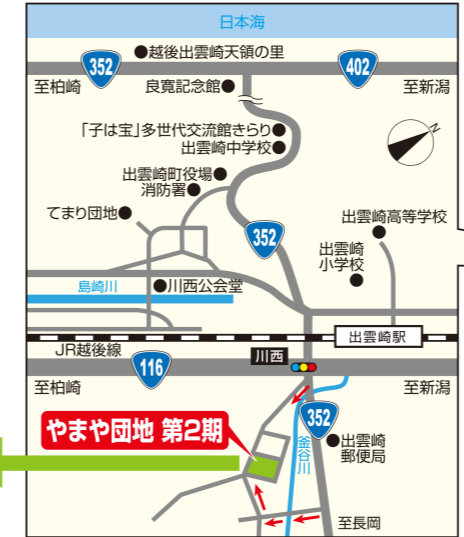 日本海
●越後出雲崎天領の里
352
402
至柏崎
良寛記念館●
至新潟
「子は宝」多世代交流館きらり●
出雲崎中学校●
出雲崎町役場●
消防署●
てまり団地●
352
出雲崎高等学校
●
出雲崎
小学校
●
島崎川
●川西公会堂
出雲崎駅
JR越後線
川西
116
至柏崎
至新潟
やまや団地 第2期
352
釜谷川
●出雲崎
郵便局
至長岡